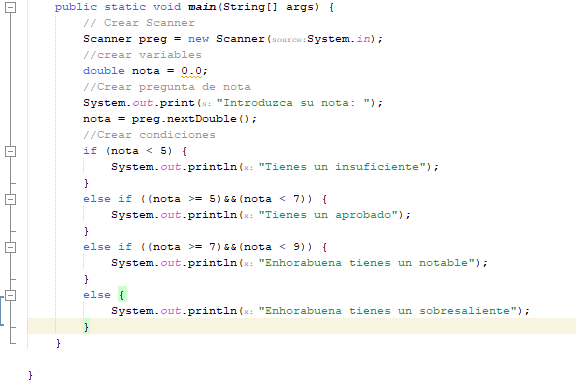 public static void main(String[] args) {
// Crear Scanner
Scanner preg = new Scanner(source:System.in);
//crear variables
double nota = 0.0;
//Crear pregunta de nota
System.out.print(s: "Introduzca su nota: ");
nota = preg.nextDouble();
//Crear condiciones
if (nota < 5) {
System.out.println(x: "Tienes un insuficiente");
}
else if ((nota >= 5)&&(nota < 7)) {
System.out.println(x: "Tienes un aprobado");
}
else if ((nota >= 7)&&(nota < 9)) {
System.out.println(x: "Enhorabuena tienes un notable");
}
else {
System.out.println(x: "Enhorabuena tienes un sobresaliente");
}
}
}